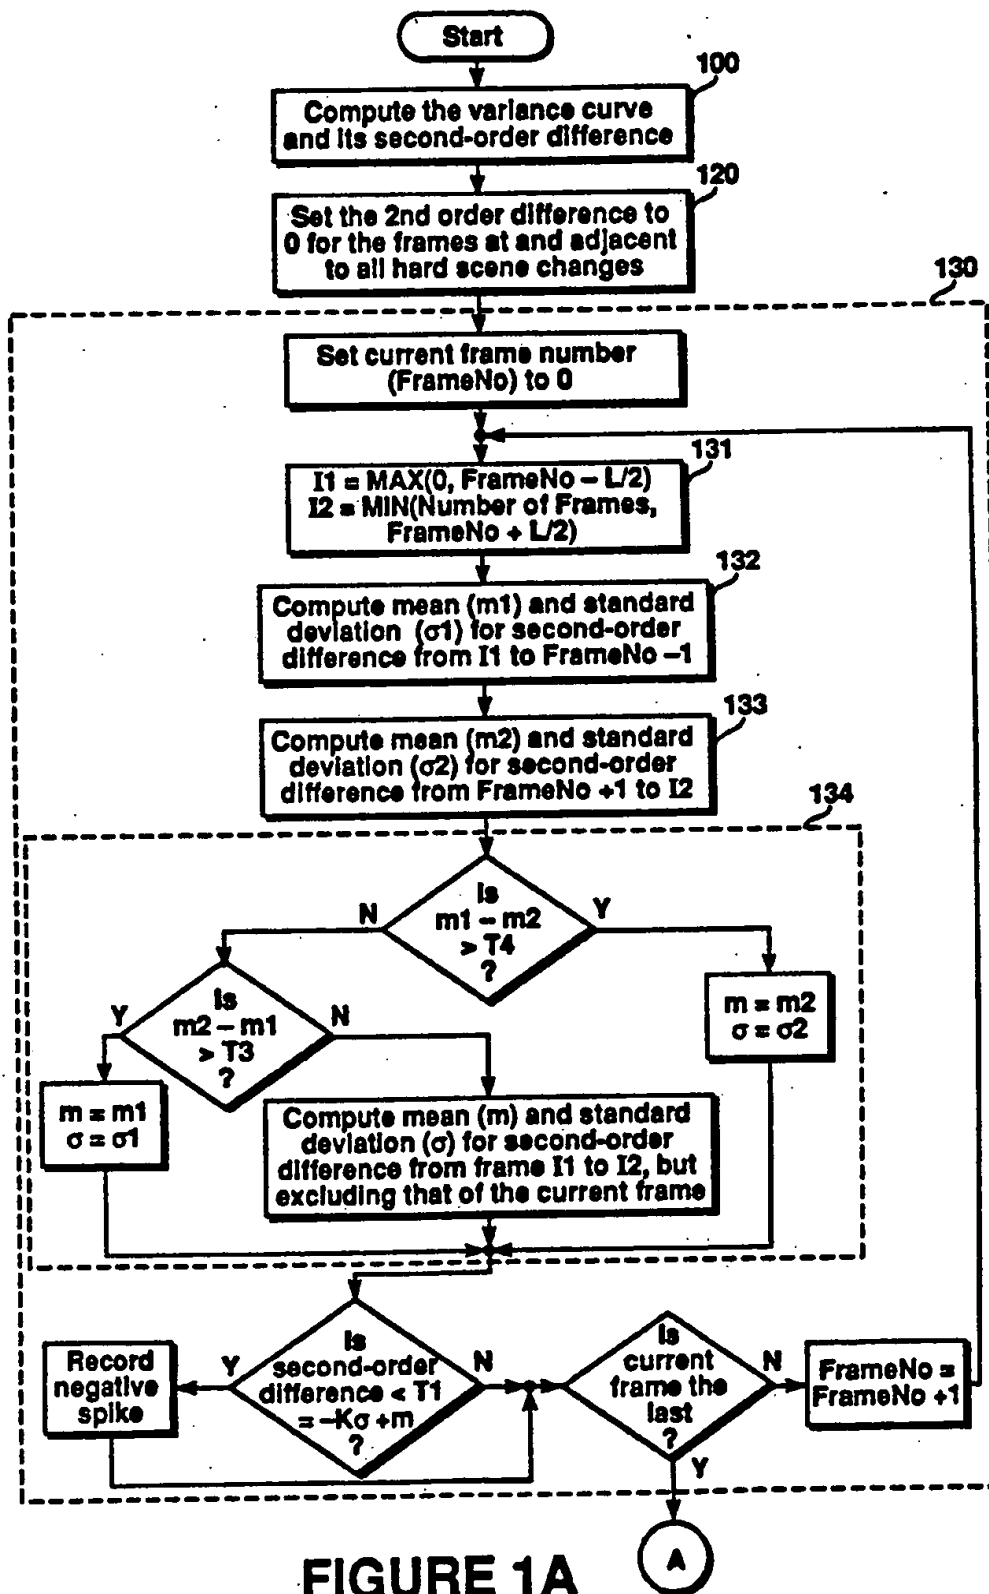 Start
100
Compute the variance curve
and its second-order difference
120
Set the 2nd order difference to
0 for the frames at and adjacent
to all hard scene changes
130
Set current frame number
(FrameNo) to 0
131
I1 = MAX(0, FrameNo – L/2)
I2 = MIN(Number of Frames,
FrameNo + L/2)
132
Compute mean (m1) and standard
deviation (σ1) for second-order
difference from I1 to FrameNo –1
133
Compute mean (m2) and standard
deviation (σ2) for second-order
difference from FrameNo +1 to I2
134
Is
m1 – m2
> T4
?
N
Y
Is
m2 – m1
> T3
?
Y
N
m = m2
σ = σ2
m = m1
σ = σ1
Compute mean (m) and standard
deviation (σ) for second-order
difference from frame I1 to I2, but
excluding that of the current frame
Record
negative
spike
Y
Is
second-order
difference < T1
= –Kσ +m
?
N
Is
current
frame the
last
?
N
FrameNo =
FrameNo +1
Y
A
FIGURE 1A